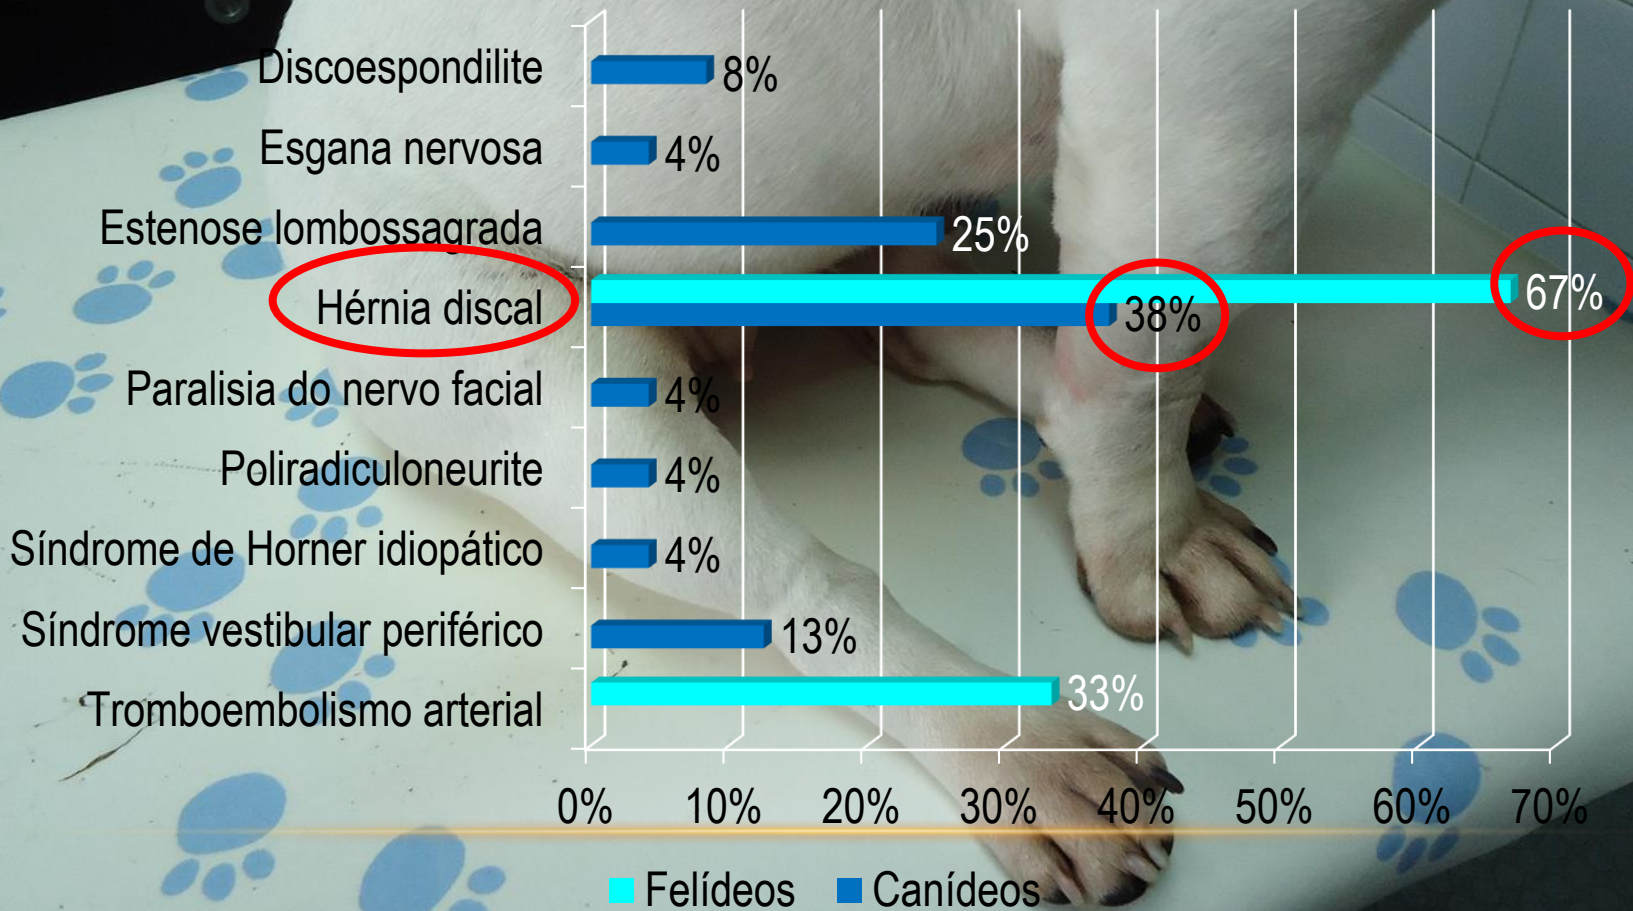 Discoespondilite 8%
Esgana nervosa 4%
Estenose lombossagrada 25%
Hérnia discal 67%
38%
Paralisia do nervo facial 4%
Poliradiculoneurite 4%
Síndrome de Horner idiopático 4%
Síndrome vestibular periférico 13%
Tromboembolismo arterial 33%
0% 10% 20% 30% 40% 50% 60% 70%
Felídeos Canídeos